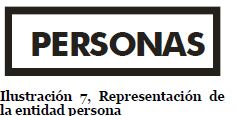 PERSONAS
Ilustración 7, Representación de
la entidad persona